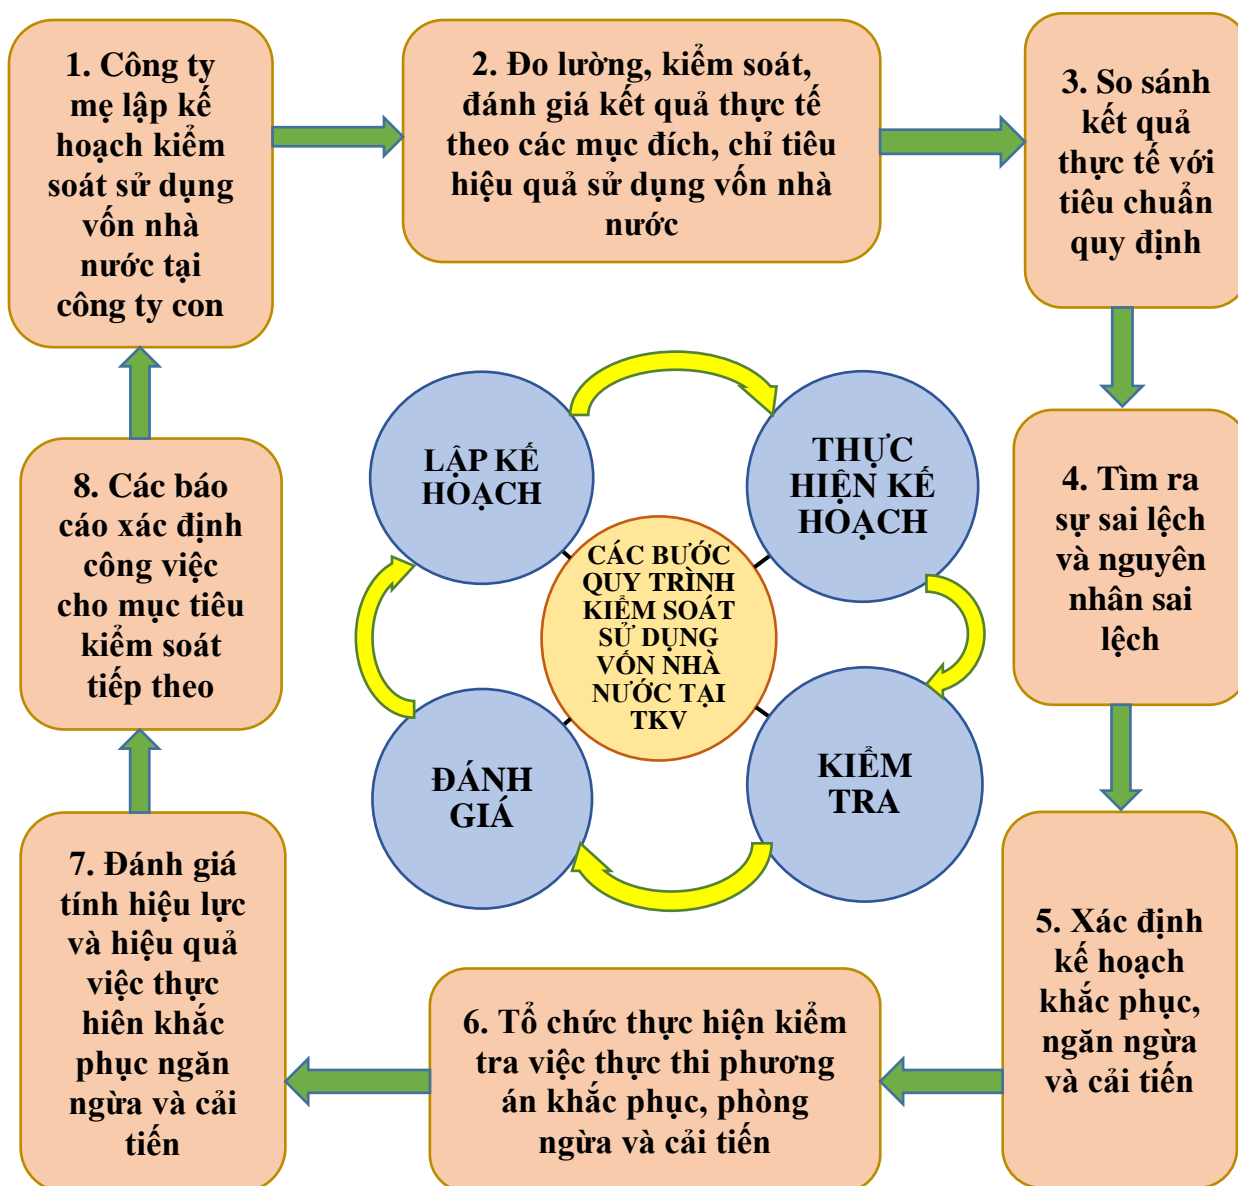 1. Công ty
mẹ lập kế
hoạch kiểm
soát sử dụng
vốn nhà
nước tại
công ty con
2. Đo lường, kiểm soát,
đánh giá kết quả thực tế
theo các mục đích, chỉ tiêu
hiệu quả sử dụng vốn nhà
nước
3. So sánh
kết quả
thực tế với
tiêu chuẩn
quy định
4. Tìm ra
sự sai lệch
và nguyên
nhân sai
lệch
5. Xác định
kế hoạch
khắc phục,
ngăn ngừa
và cải tiến
6. Tổ chức thực hiện kiểm
tra việc thực thi phương
án khắc phục, phòng
ngừa và cải tiến
7. Đánh giá
tính hiệu lực
và hiệu quả
việc thực
hiên khắc
phục ngăn
ngừa và cải
tiến
8. Các báo
cáo xác định
công việc
cho mục tiêu
kiểm soát
tiếp theo
LẬP KẾ
HOẠCH
THỰC
HIỆN KẾ
HOẠCH
KIỂM
TRA
ĐÁNH
GIÁ
CÁC BƯỚC
QUY TRÌNH
KIỂM SOÁT
SỬ DỤNG
VỐN NHÀ
NƯỚC TẠI
TKV